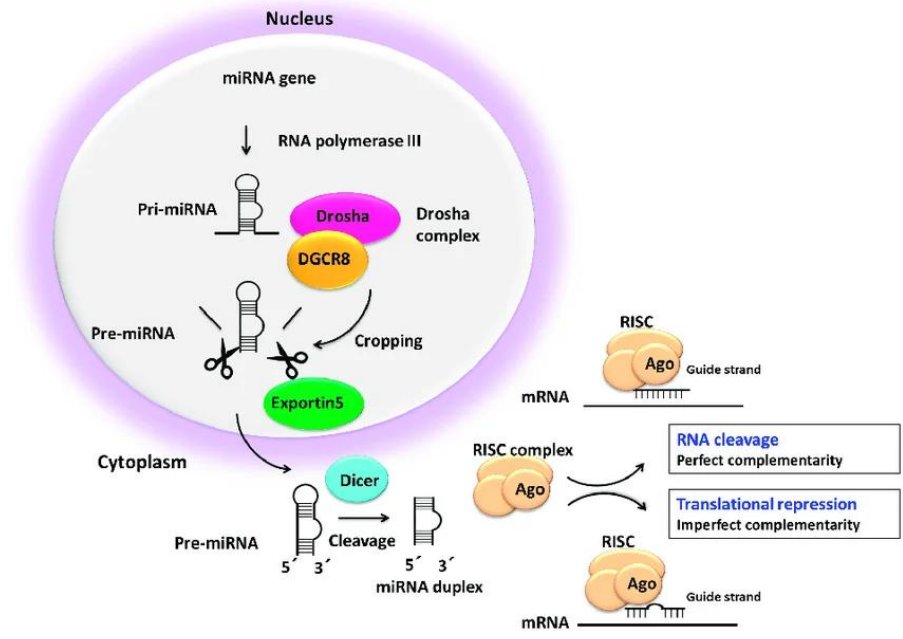 Nucleus
miRNA gene
RNA polymerase III
Pri-miRNA
Drosha
DGCR8
Drosha
complex
Pre-miRNA
Cropping
Exportin5
Cytoplasm
Dicer
Pre-miRNA
Cleavage
5´ 3´
5´ 3´
miRNA duplex
RISC complex
Ago
RISC
Ago
Guide strand
mRNA
RNA cleavage
Perfect complementarity
Translational repression
Imperfect complementarity
RISC
Ago
Guide strand
mRNA